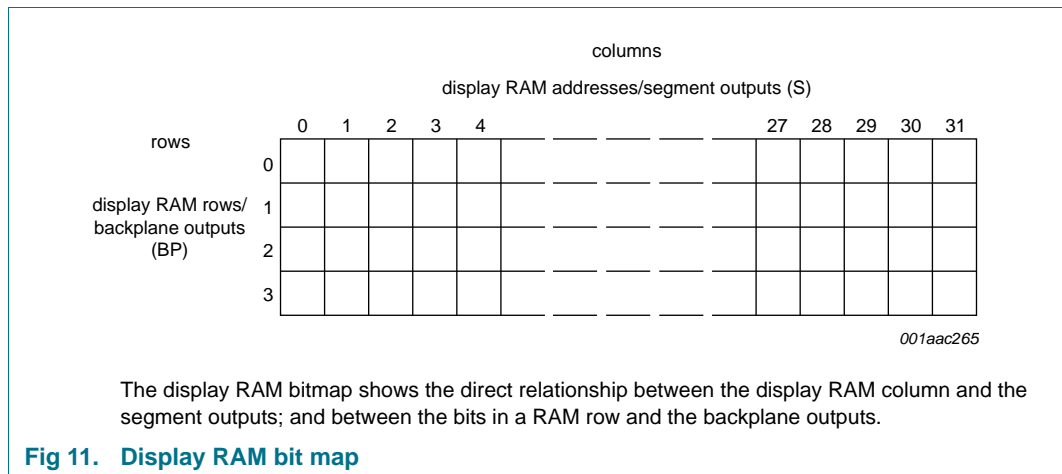 columns
display RAM addresses/segment outputs (S)
0 1 2 3 4 27 28 29 30 31
rows
0
display RAM rows/ 1
backplane outputs
(BP) 2
3
001aac265
The display RAM bitmap shows the direct relationship between the display RAM column and the
segment outputs; and between the bits in a RAM row and the backplane outputs.
Fig 11. Display RAM bit map